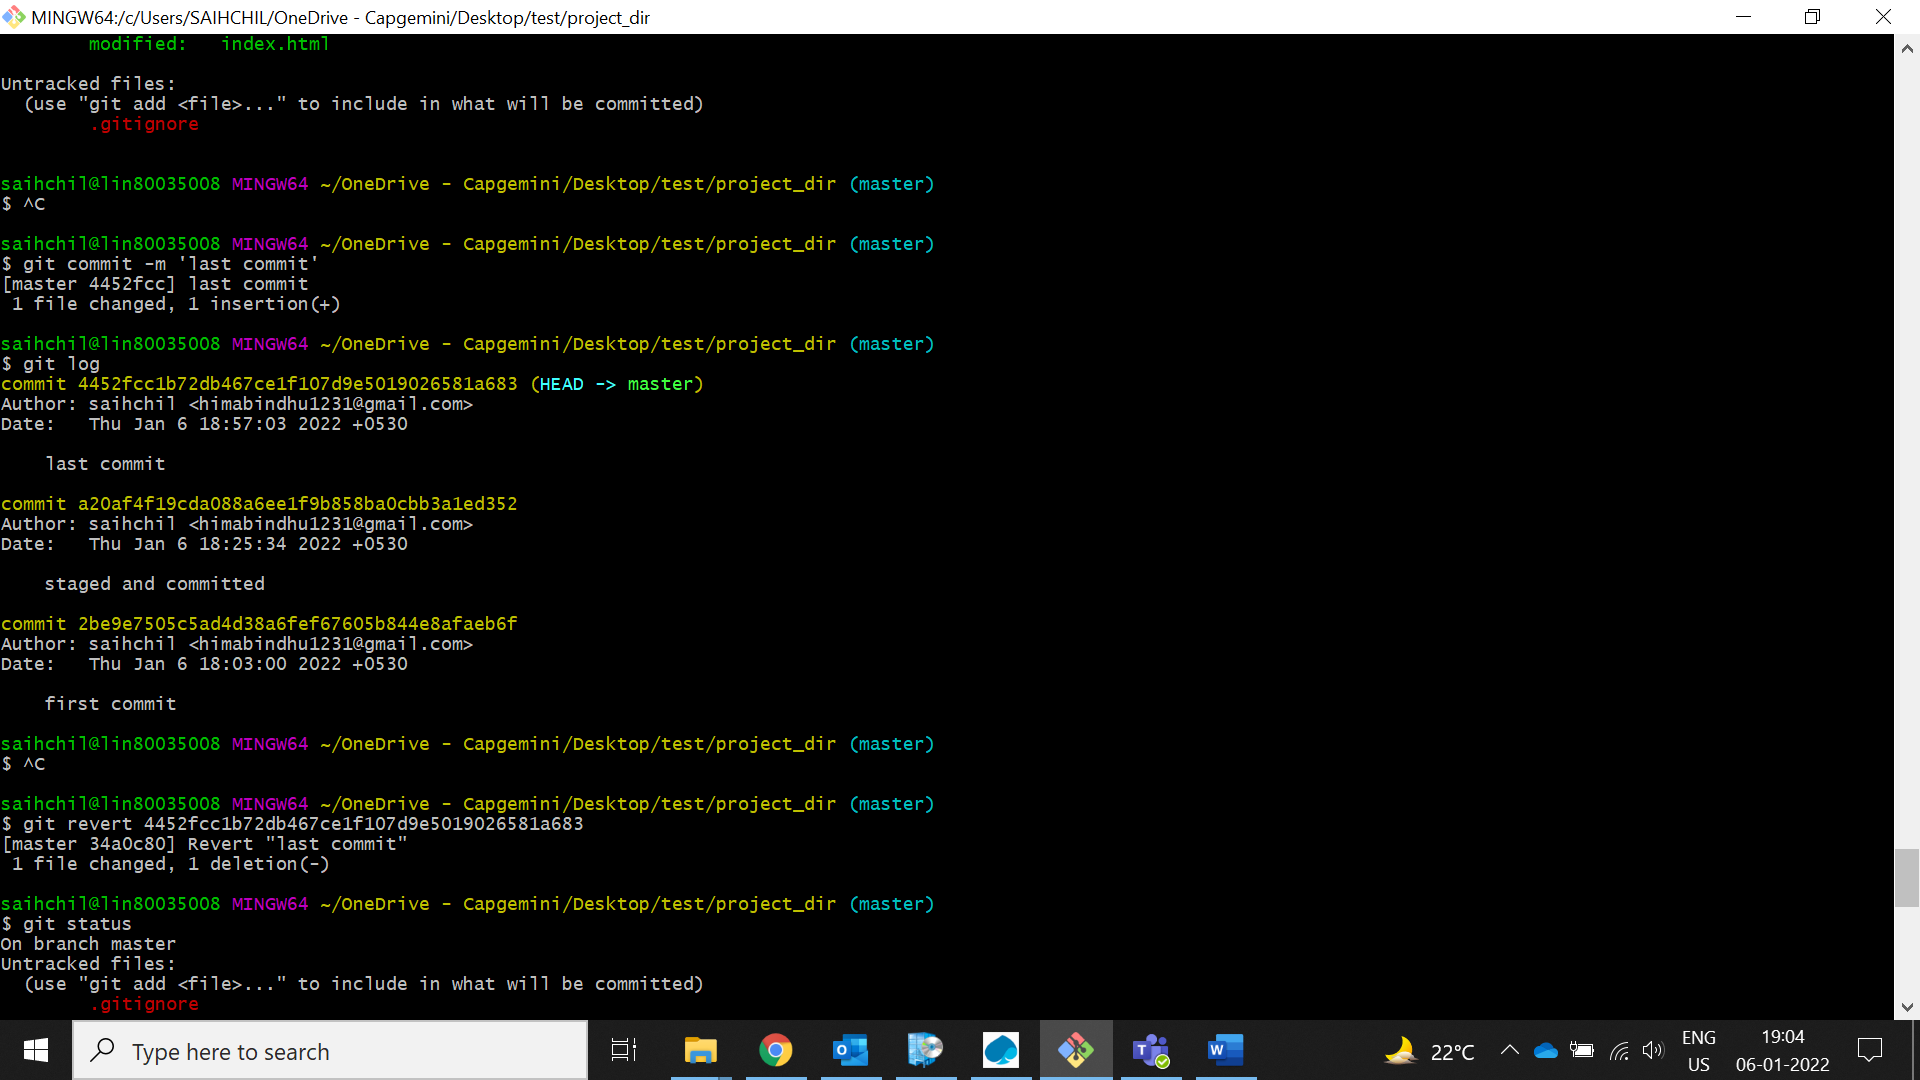 MINGW64:/c/Users/SAIHCHIL/OneDrive - Capgemini/Desktop/test/project_dir
modified:   index.html
Untracked files:
  (use "git add <file>..." to include in what will be committed)
        .gitignore
saihchil@lin80035008 MINGW64 ~/OneDrive - Capgemini/Desktop/test/project_dir (master)
$ ^C
saihchil@lin80035008 MINGW64 ~/OneDrive - Capgemini/Desktop/test/project_dir (master)
$ git commit -m 'last commit'
[master 4452fcc] last commit
 1 file changed, 1 insertion(+)
saihchil@lin80035008 MINGW64 ~/OneDrive - Capgemini/Desktop/test/project_dir (master)
$ git log
commit 4452fcc1b72db467ce1f107d9e5019026581a683 (HEAD -> master)
Author: saihchil <himabindhu1231@gmail.com>
Date:   Thu Jan 6 18:57:03 2022 +0530
    last commit
commit a20af4f19cda088a6ee1f9b858ba0cbb3a1ed352
Author: saihchil <himabindhu1231@gmail.com>
Date:   Thu Jan 6 18:25:34 2022 +0530
    staged and committed
commit 2be9e7505c5ad4d38a6fef67605b844e8afaeb6f
Author: saihchil <himabindhu1231@gmail.com>
Date:   Thu Jan 6 18:03:00 2022 +0530
    first commit
saihchil@lin80035008 MINGW64 ~/OneDrive - Capgemini/Desktop/test/project_dir (master)
$ ^C
saihchil@lin80035008 MINGW64 ~/OneDrive - Capgemini/Desktop/test/project_dir (master)
$ git revert 4452fcc1b72db467ce1f107d9e5019026581a683
[master 34a0c80] Revert "last commit"
 1 file changed, 1 deletion(-)
saihchil@lin80035008 MINGW64 ~/OneDrive - Capgemini/Desktop/test/project_dir (master)
$ git status
On branch master
Untracked files:
  (use "git add <file>..." to include in what will be committed)
        .gitignore
Type here to search
22°C
ENG
US
19:04
06-01-2022